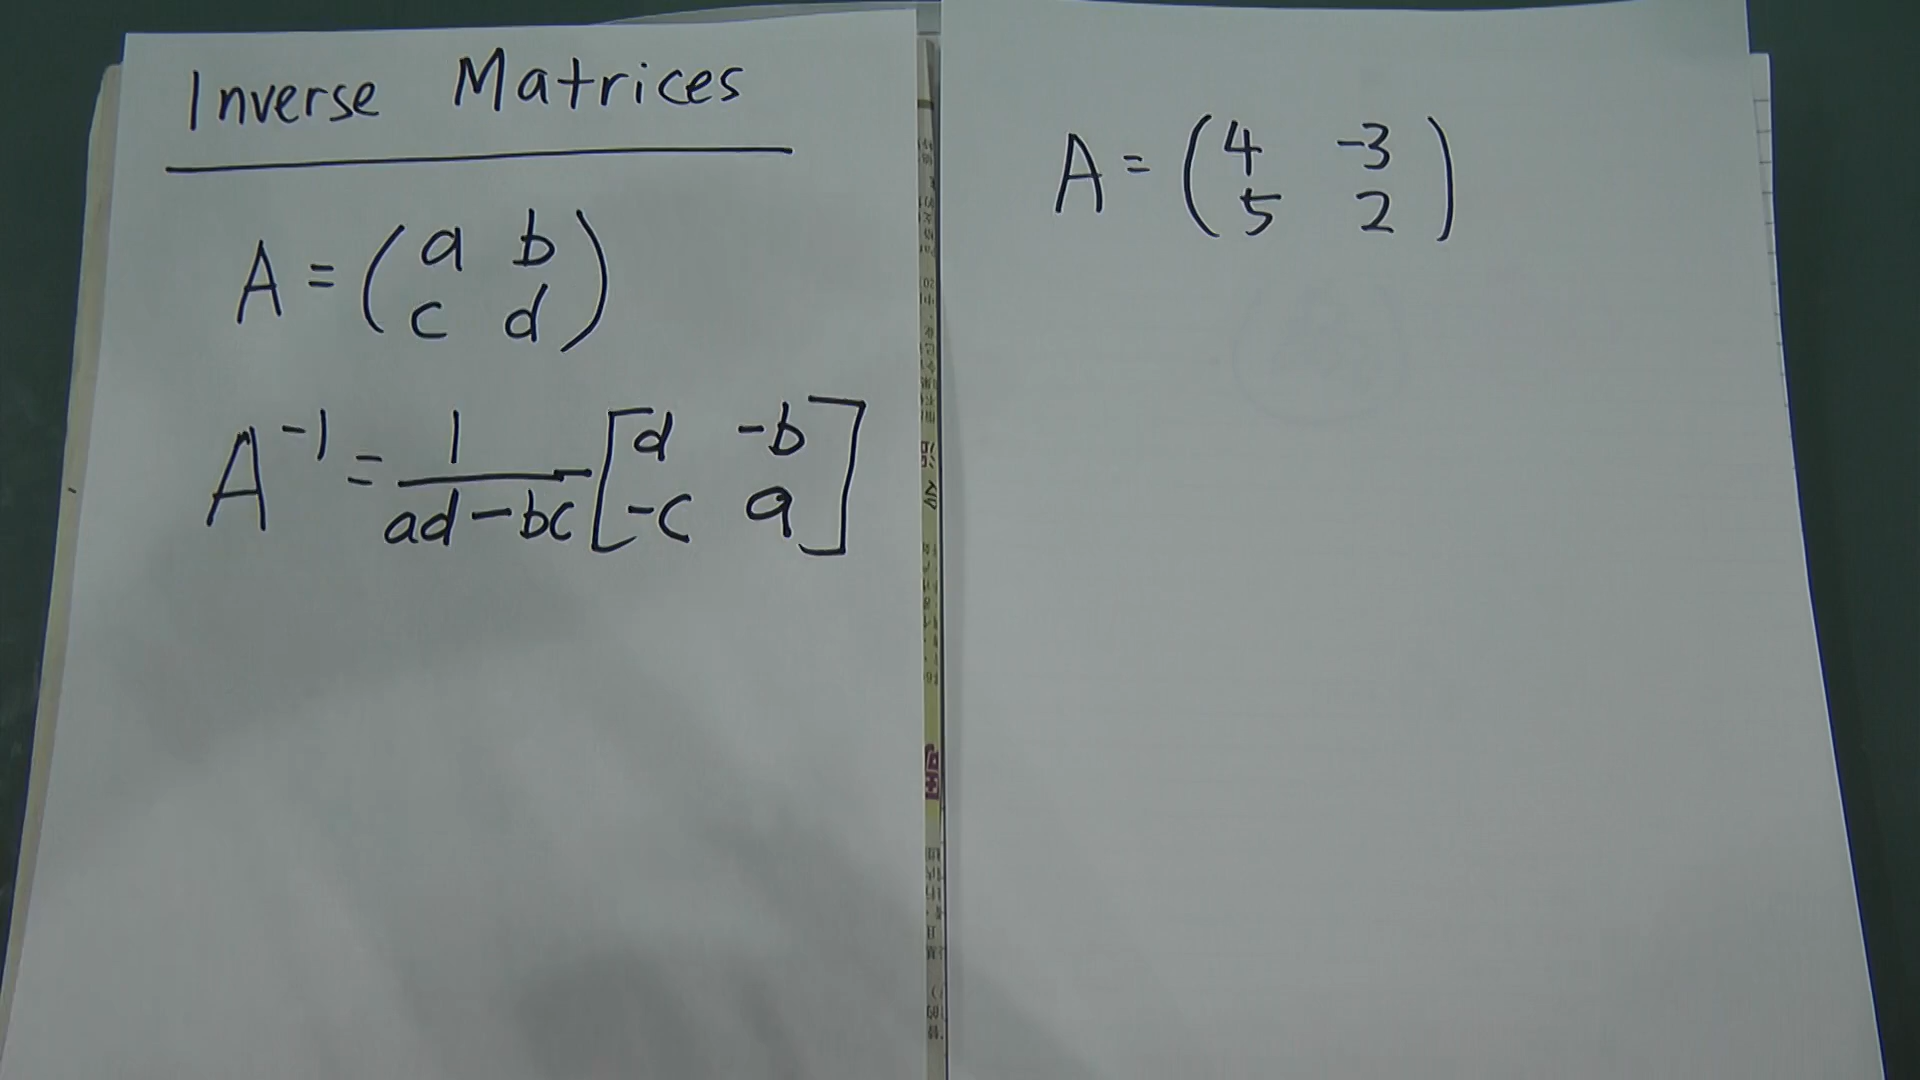 Inverse Matrices
A = (a b
c d)
A⁻¹ = 1/ad-bc [d -b
-c a]
A = (4 -3
5 2)